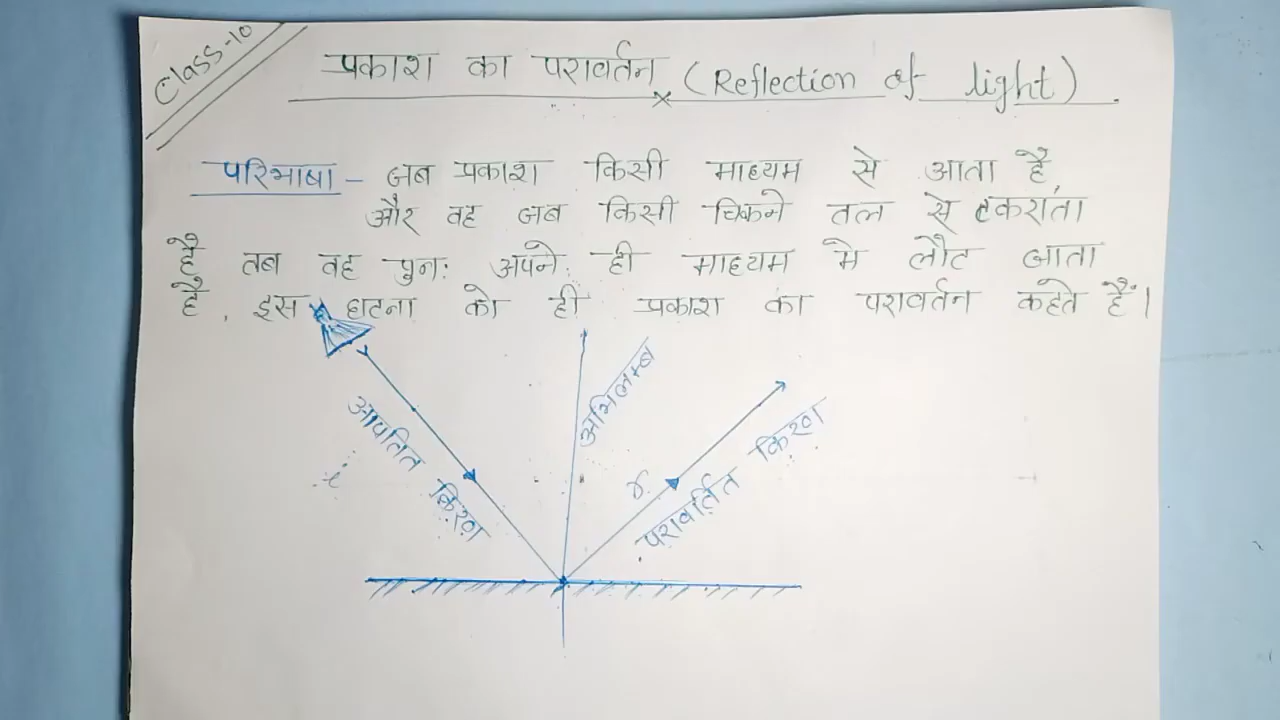 Class-10
प्रकाश का परावर्तन (Reflection of light)
परिभाषा - जब प्रकाश किसी माध्यम से आता है,
और वह जब किसी चिकने तल से टकराता
है तब वह पुनः अपने ही माध्यम मे लौट जाता
है, इस घटना को ही प्रकाश का परावर्तन कहते हैं।
अभिलम्ब
आपतित किरण
परावर्तित किरण
i
r